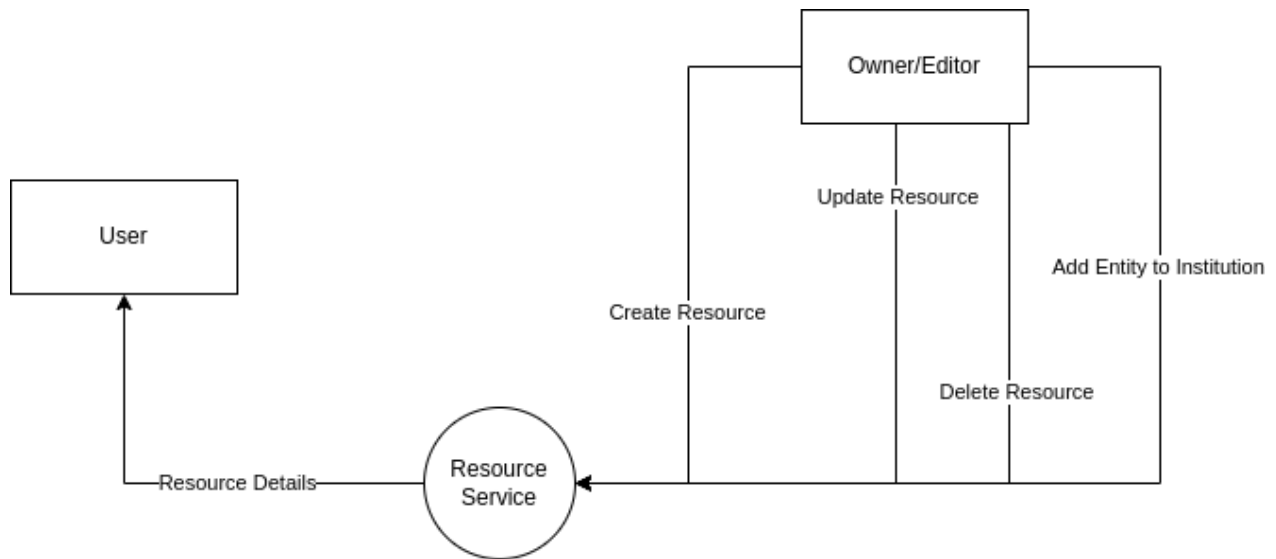 Owner/Editor
Update Resource
User
Add Entity to Institution
Create Resource
Delete Resource
Resource
Service
Resource Details